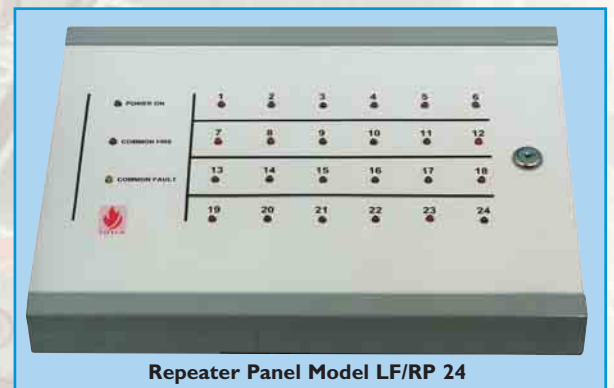 1 2 3 4 5 6
POWER ON
7 8 9 10 11 12
COMMON FIRE
13 14 15 16 17 18
COMMON FAULT
19 20 21 22 23 24
Repeater Panel Model LF/RP 24